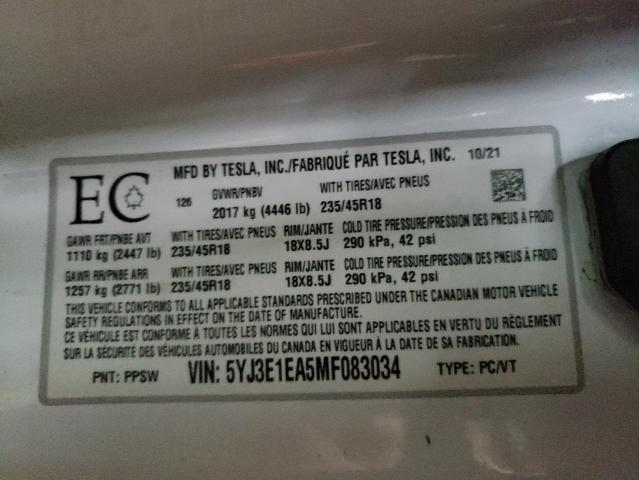 MFD BY TESLA, INC./FABRIQUÉ PAR TESLA, INC. 10/21
EC
126
GVWR/PNBV WITH TIRES/AVEC PNEUS
2017 kg (4446 lb) 235/45R18
GAWR FRT/PNBE AVT WITH TIRES/AVEC PNEUS RIM/JANTE COLD TIRE PRESSURE/PRESSION DES PNEUS À FROID
1110 kg (2447 lb) 235/45R18 18X8.5J 290 kPa, 42 psi
GAWR RR/PNBE ARR WITH TIRES/AVEC PNEUS RIM/JANTE COLD TIRE PRESSURE/PRESSION DES PNEUS À FROID
1257 kg (2771 lb) 235/45R18 18X8.5J 290 kPa, 42 psi
THIS VEHICLE CONFORMS TO ALL APPLICABLE STANDARDS PRESCRIBED UNDER THE CANADIAN MOTOR VEHICLE
SAFETY REGULATIONS IN EFFECT ON THE DATE OF MANUFACTURE.
CE VÉHICULE EST CONFORME À TOUTES LES NORMES QUI LUI SONT APPLICABLES EN VERTU DU RÈGLEMENT
SUR LA SÉCURITÉ DES VÉHICULES AUTOMOBILES DU CANADA EN VIGUEUR À LA DATE DE SA FABRICATION.
PNT: PPSW VIN: 5YJ3E1EA5MF083034 TYPE: PC/VT